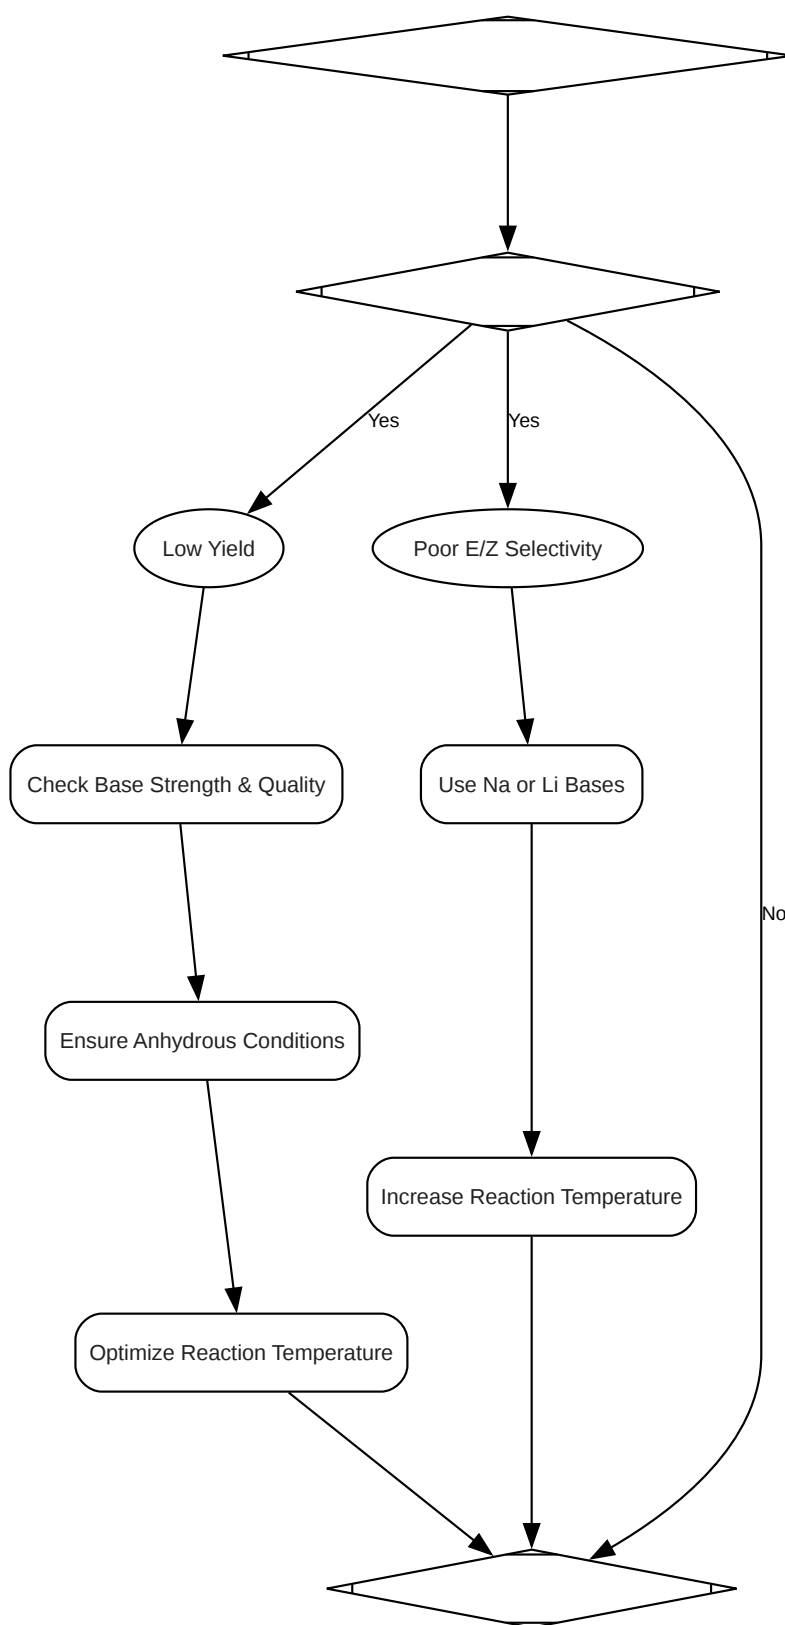 Yes
Yes
Low Yield
Poor E/Z Selectivity
Check Base Strength & Quality
Use Na or Li Bases
No
Ensure Anhydrous Conditions
Increase Reaction Temperature
Optimize Reaction Temperature